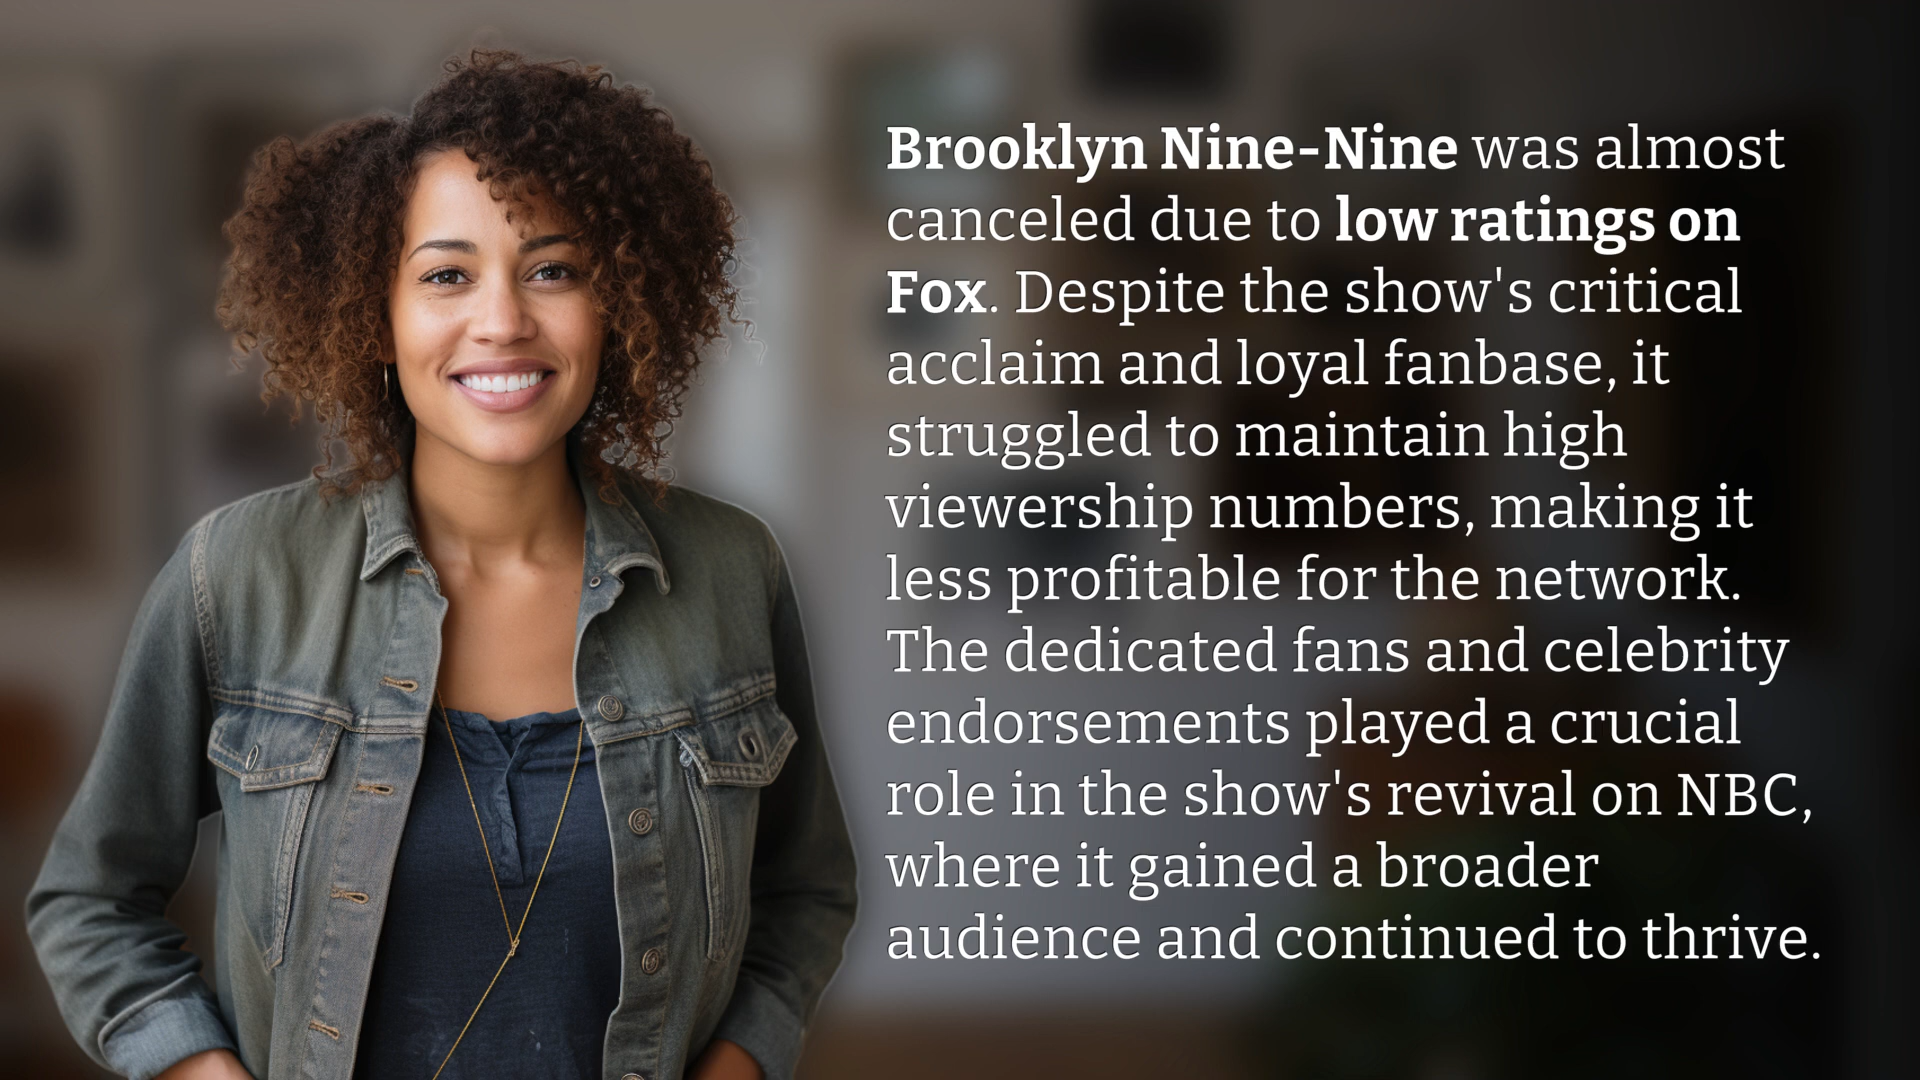 Brooklyn Nine-Nine was almost
canceled due to low ratings on
Fox. Despite the show's critical
acclaim and loyal fanbase, it
struggled to maintain high
viewership numbers, making it
less profitable for the network.
The dedicated fans and celebrity
endorsements played a crucial
role in the show's revival on NBC,
where it gained a broader
audience and continued to thrive.